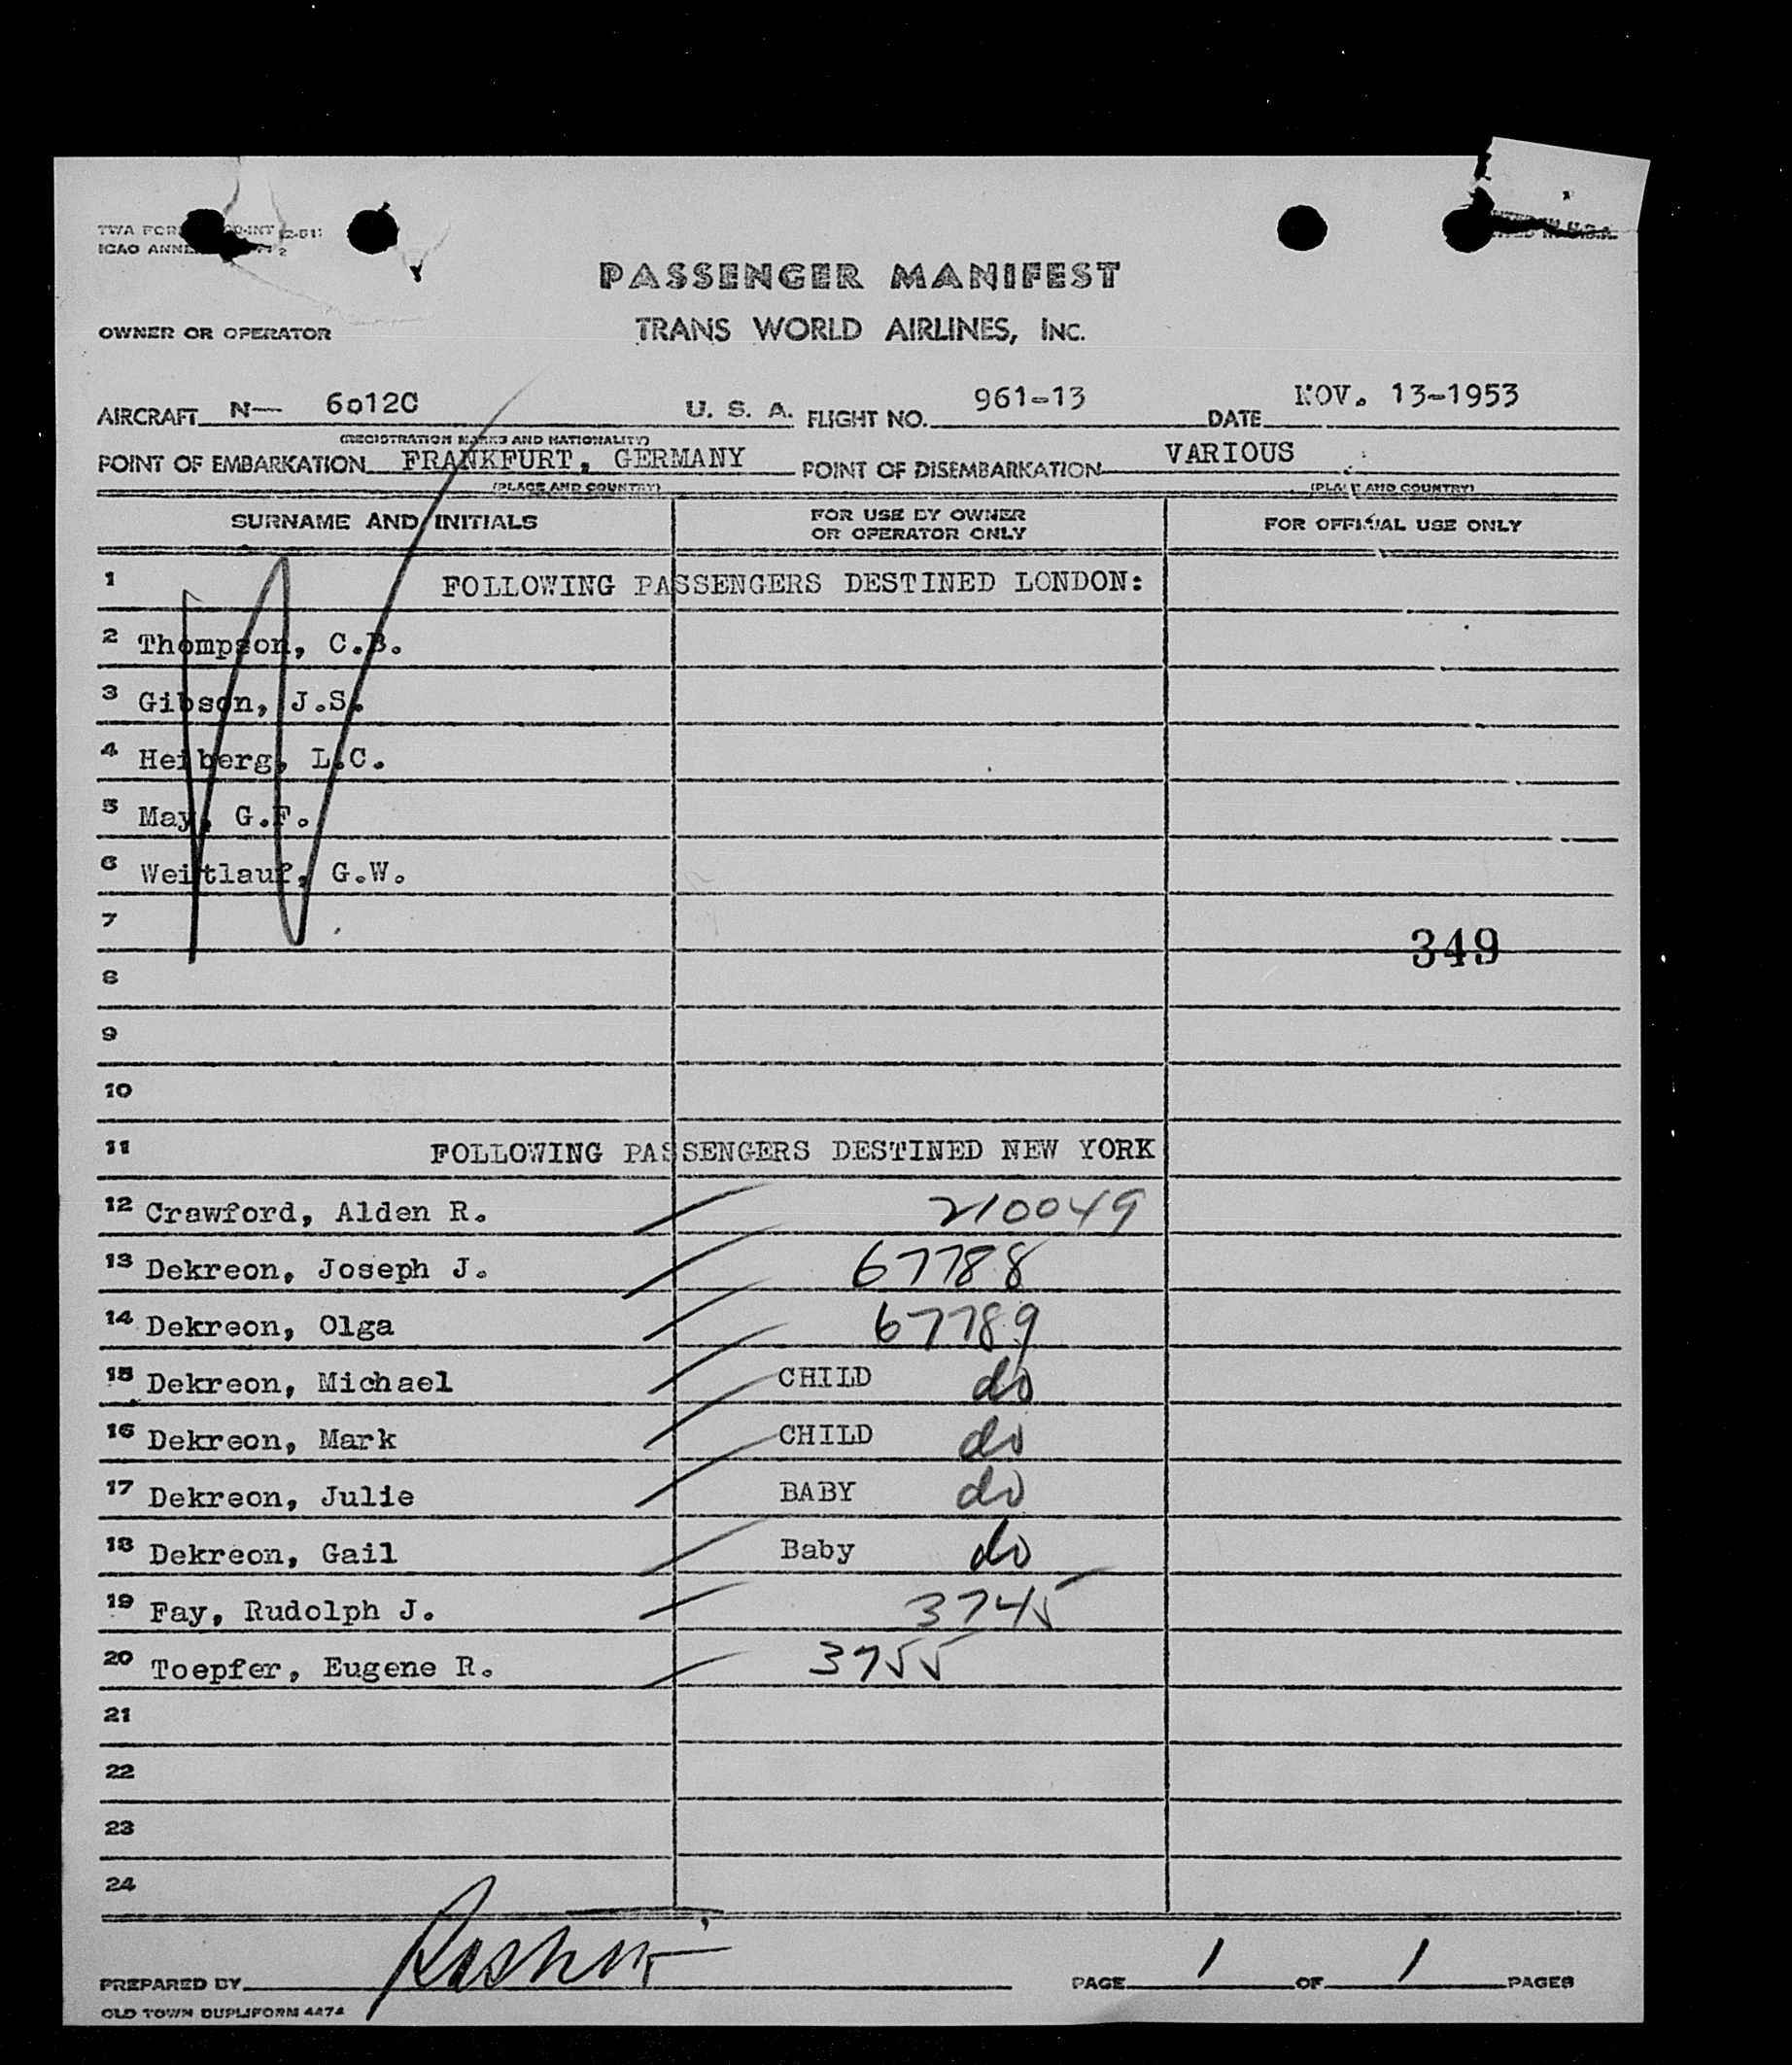 TWA FORM
ICAO ANNE
PRINTED IN U.S.A.
PASSENGER MANIFEST
OWNER OR OPERATOR TRANS WORLD AIRLINES, INC.
AIRCRAFT N— 6012C U. S. A. FLIGHT NO. 961-13 DATE NOV. 13-1953
(REGISTRATION MARKS AND NATIONALITY)
POINT OF EMBARKATION FRANKFURT, GERMANY POINT OF DISEMBARKATION VARIOUS
(PLACE AND COUNTRY) (PLACE AND COUNTRY)
SURNAME AND INITIALS FOR USE BY OWNER OR OPERATOR ONLY FOR OFFICIAL USE ONLY
1 FOLLOWING PASSENGERS DESTINED LONDON:
2 Thompson, C.B.
3 Gibson, J.S.
4 Heiberg, L.C.
5 May, G.F.
6 Weitlauf, G.W.
7
349
8
9
10
11 FOLLOWING PASSENGERS DESTINED NEW YORK
12 Crawford, Alden R. 210049
13 Dekreon, Joseph J. 67788
14 Dekreon, Olga 67789
15 Dekreon, Michael CHILD do
16 Dekreon, Mark CHILD do
17 Dekreon, Julie BABY do
18 Dekreon, Gail Baby do
19 Fay, Rudolph J. 3745
20 Toepfer, Eugene R. 3755
21
22
23
24
PREPARED BY PAGE 1 OF 1 PAGES
OLD TOWN DUPLIFORM 4474